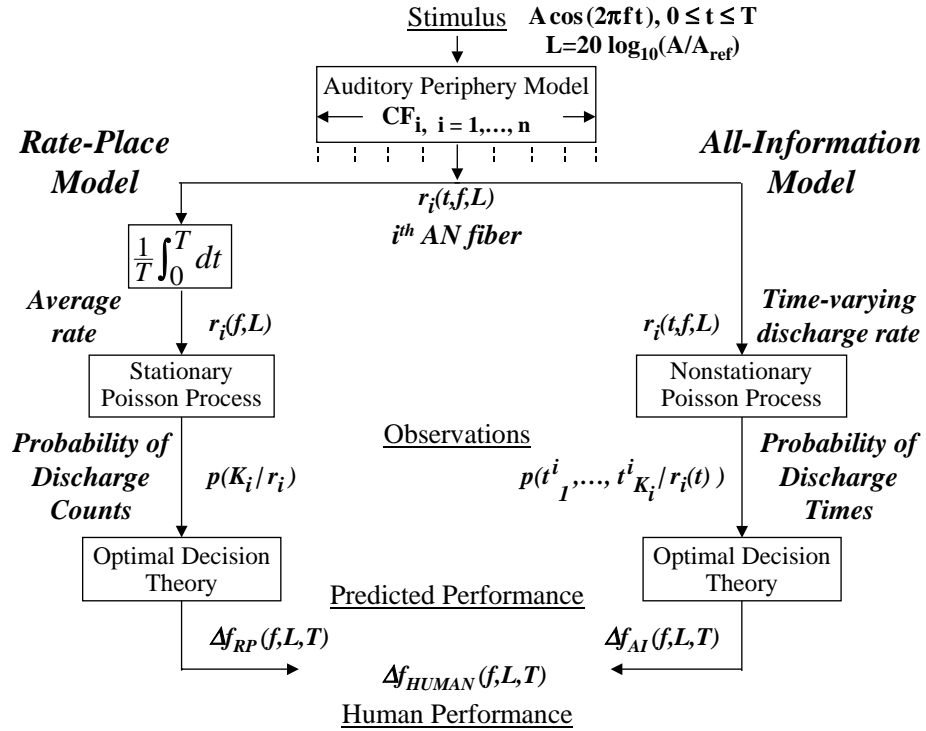 Stimulus
A cos (2πf t), 0 ≤ t ≤ T
L=20 log10(A/Aref)
Auditory Periphery Model
CFi, i = 1,…, n
Rate-Place
Model
All-Information
Model
ri(t,f,L)
ith AN fiber
1/T ∫0T dt
Average
rate
ri(f,L)
ri(t,f,L)
Time-varying
discharge rate
Stationary
Poisson Process
Nonstationary
Poisson Process
Observations
Probability of
Discharge
Counts
p(Ki/ri)
p(ti1,…, tiKi/ri(t) )
Probability of
Discharge
Times
Optimal Decision
Theory
Optimal Decision
Theory
Predicted Performance
ΔfRP(f,L,T)
ΔfAI(f,L,T)
ΔfHUMAN(f,L,T)
Human Performance